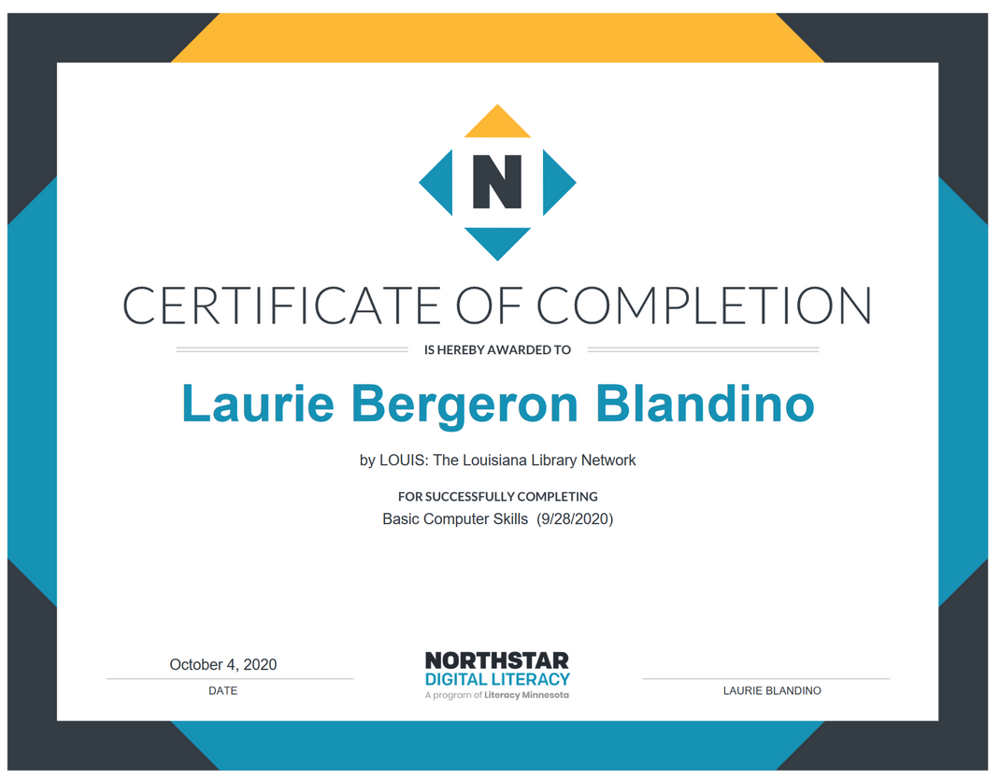 N
CERTIFICATE OF COMPLETION
IS HEREBY AWARDED TO
Laurie Bergeron Blandino
by LOUIS: The Louisiana Library Network
FOR SUCCESSFULLY COMPLETING
Basic Computer Skills  (9/28/2020)
October 4, 2020
DATE
NORTHSTAR
DIGITAL LITERACY
A program of Literacy Minnesota
LAURIE BLANDINO